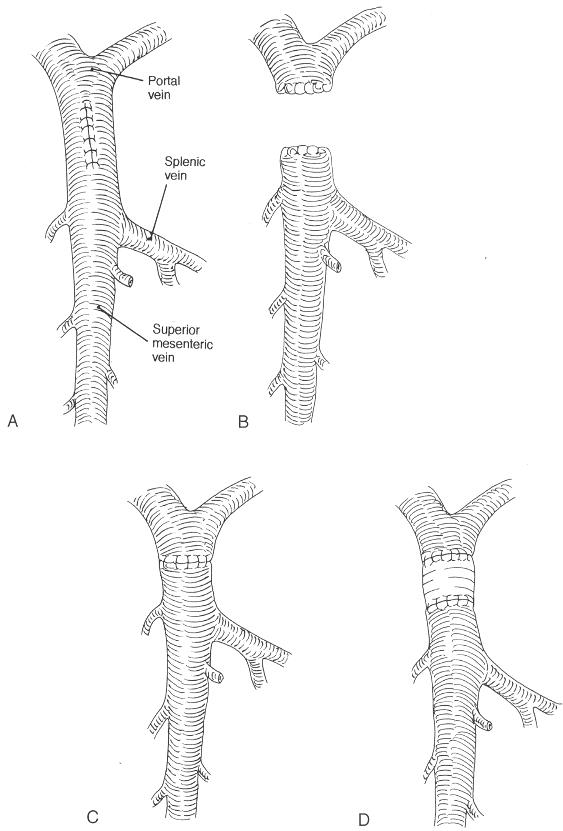 Portal
vein
Splenic
vein
Superior
mesenteric
vein
A
B
C
D